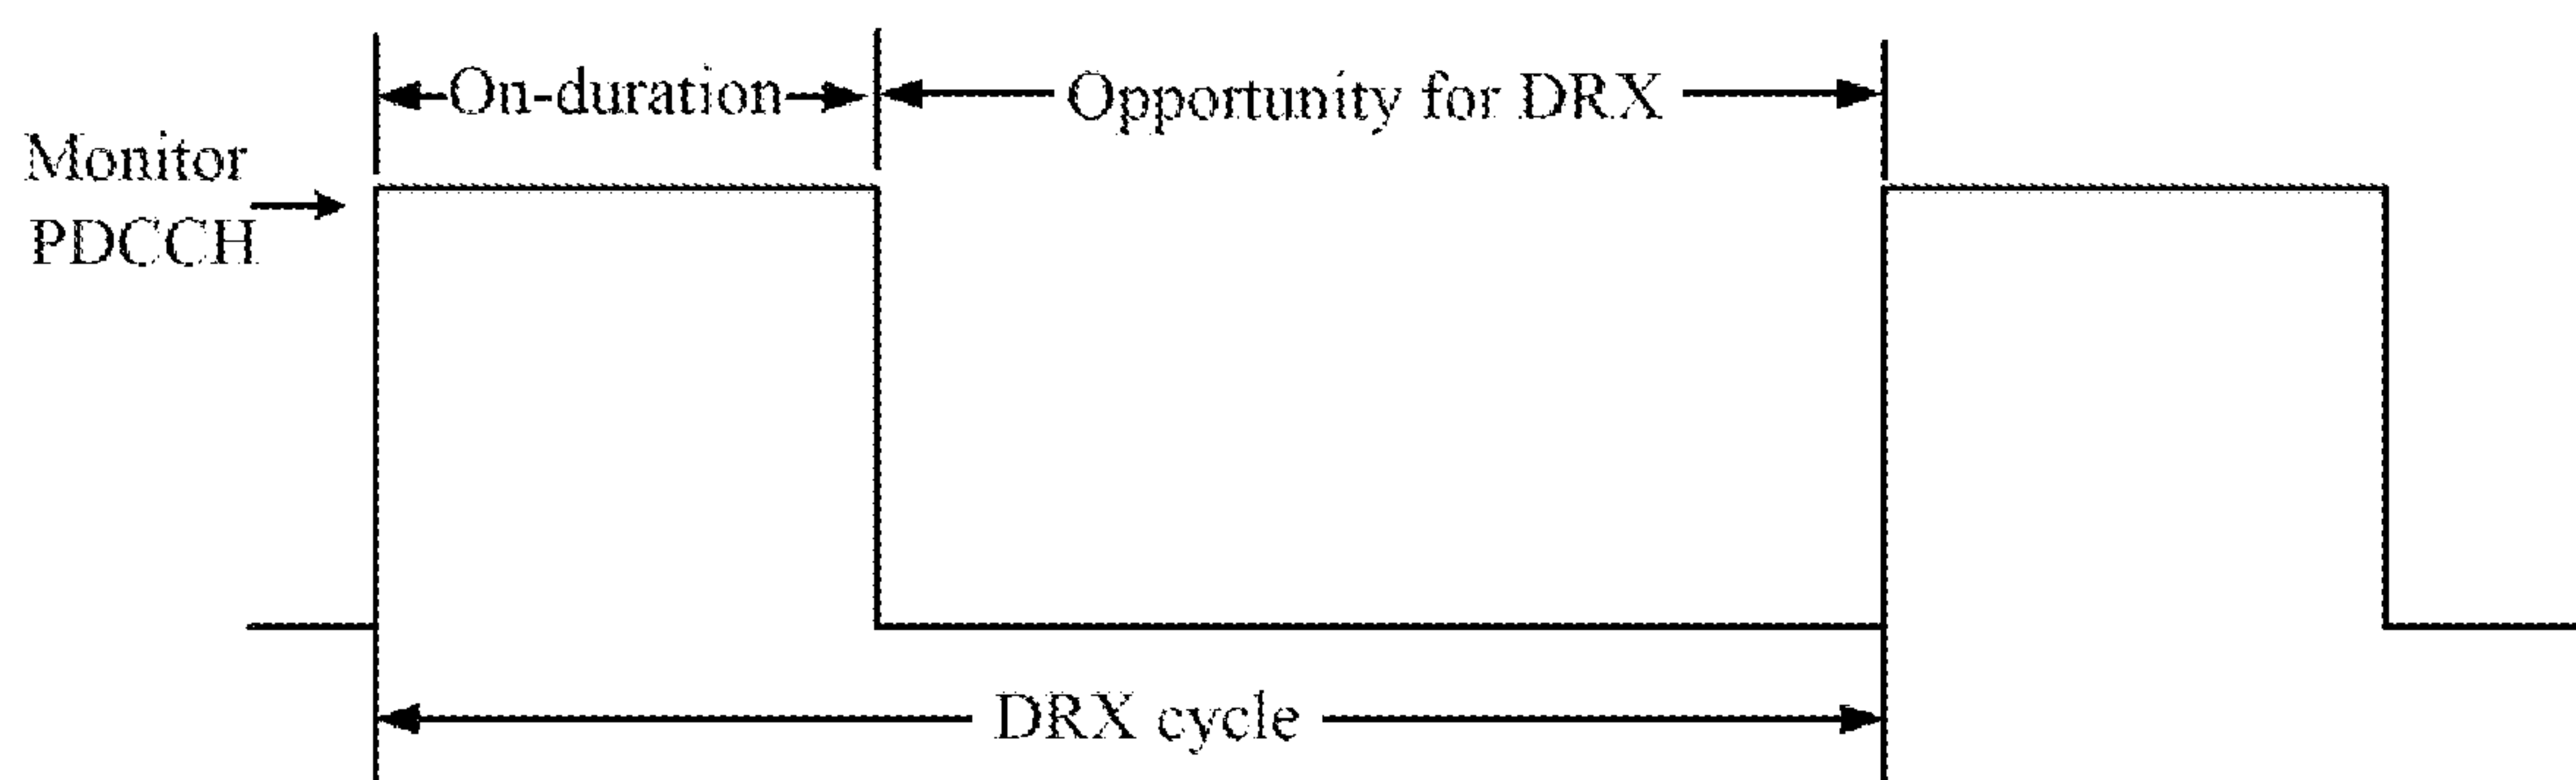 On-duration
Opportunity for DRX
Monitor
PDCCH
DRX cycle